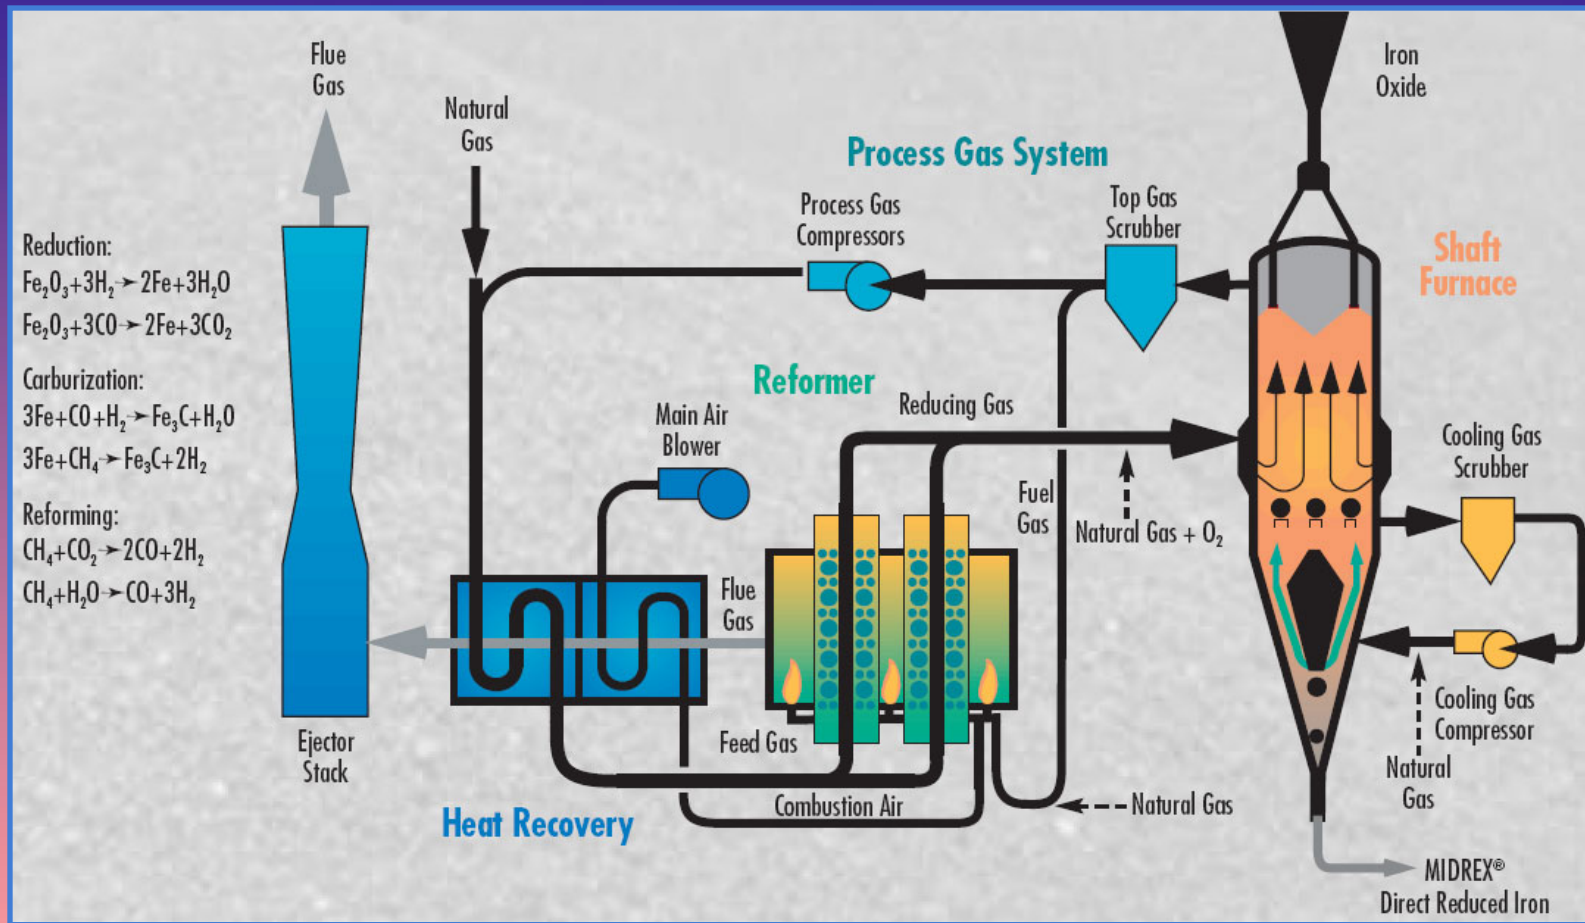 Flue
Gas
Natural
Gas
Iron
Oxide
Process Gas System
Process Gas
Compressors
Top Gas
Scrubber
Shaft
Furnace
Reduction:
Fe₂O₃+3H₂→2Fe+3H₂O
Fe₂O₃+3CO→2Fe+3CO₂
Carburization:
3Fe+CO+H₂→Fe₃C+H₂O
3Fe+CH₄→Fe₃C+2H₂
Reforming:
CH₄+CO₂→2CO+2H₂
CH₄+H₂O→CO+3H₂
Reformer
Reducing Gas
Main Air
Blower
Cooling Gas
Scrubber
Fuel
Gas
Natural Gas + O₂
Flue
Gas
Feed Gas
Ejector
Stack
Heat Recovery
Combustion Air
Natural Gas
Cooling Gas
Compressor
Natural
Gas
MIDREX®
Direct Reduced Iron